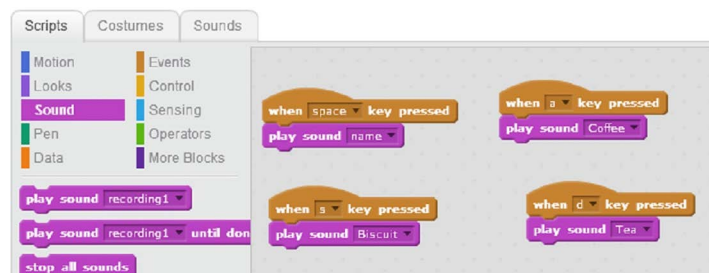 Scripts Costumes Sounds
Motion Events
Looks Control
Sound Sensing
Pen Operators
Data More Blocks
play sound recording1
play sound recording1 until don
stop all sounds
when space key pressed
play sound name
when a key pressed
play sound Coffee
when s key pressed
play sound Biscuit
when d key pressed
play sound Tea